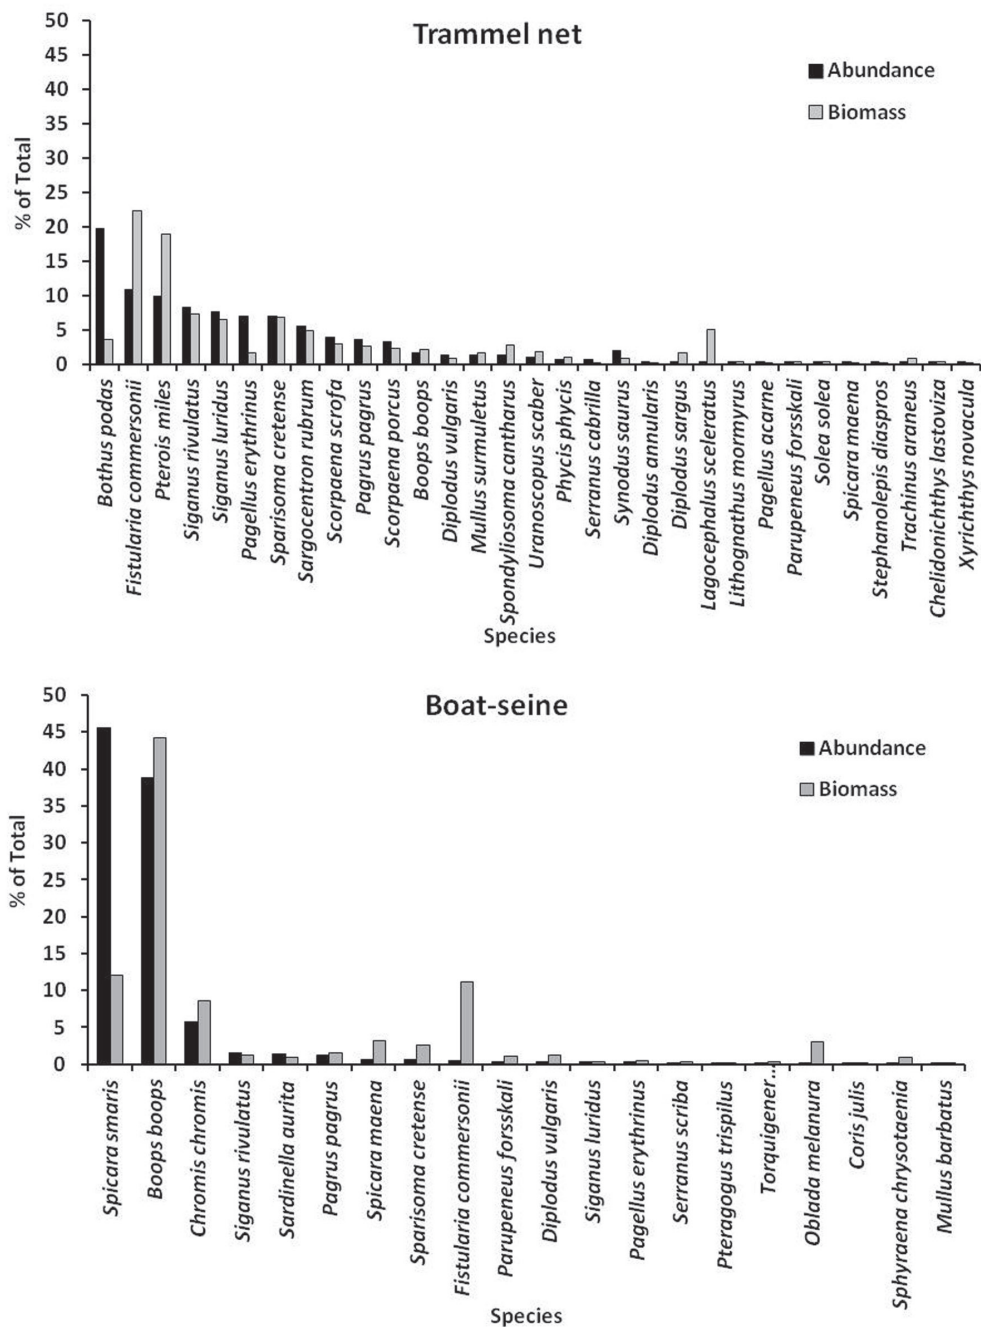 Trammel net
Abundance
Biomass
% of Total
50
45
40
35
30
25
20
15
10
5
0
Bothus podas
Fistularia commersonii
Pterois miles
Siganus rivulatus
Siganus luridus
Pagellus erythrinus
Sparisoma cretense
Sargocentron rubrum
Scorpaena scrofa
Pagrus pagrus
Scorpaena porcus
Boops boops
Diplodus vulgaris
Mullus surmuletus
Spondyliosoma cantharus
Uranoscopus scaber
Phycis phycis
Serranus cabrilla
Synodus saurus
Diplodus annularis
Diplodus sargus
Lagocephalus sceleratus
Lithognathus mormyrus
Pagellus acarne
Parupeneus forsskali
Solea solea
Spicara maena
Stephanolepis diaspros
Trachinus araneus
Chelidonichthys lastoviza
Xyrichthys novacula
Species
Boat-seine
Abundance
Biomass
% of Total
50
45
40
35
30
25
20
15
10
5
0
Spicara smaris
Boops boops
Chromis chromis
Siganus rivulatus
Sardinella aurita
Pagrus pagrus
Spicara maena
Sparisoma cretense
Fistularia commersonii
Parupeneus forsskali
Diplodus vulgaris
Siganus luridus
Pagellus erythrinus
Serranus scriba
Pteragogus trispilus
Torquigener...
Oblada melanura
Coris julis
Sphyraena chrysotaenia
Mullus barbatus
Species